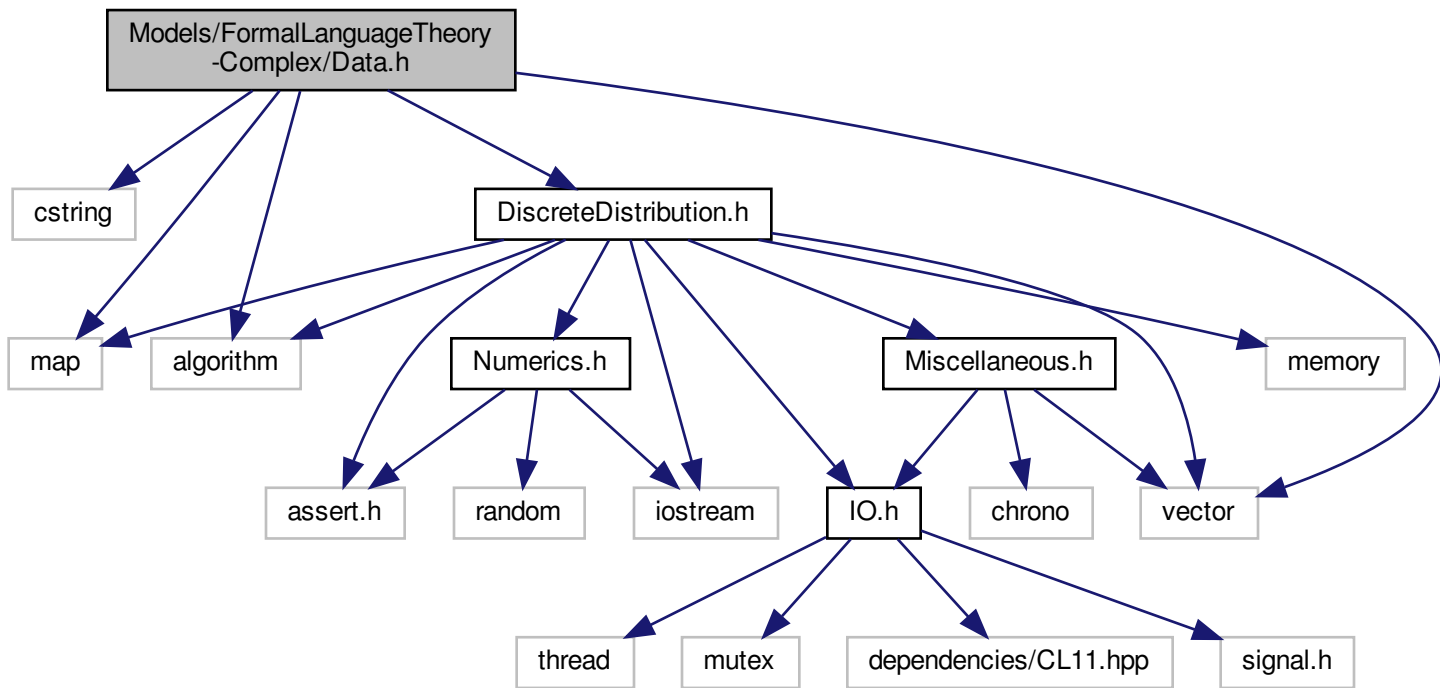 Models/FormalLanguageTheory
-Complex/Data.h
cstring
DiscreteDistribution.h
map
algorithm
Numerics.h
Miscellaneous.h
memory
assert.h
random
iostream
IO.h
chrono
vector
thread
mutex
dependencies/CL11.hpp
signal.h